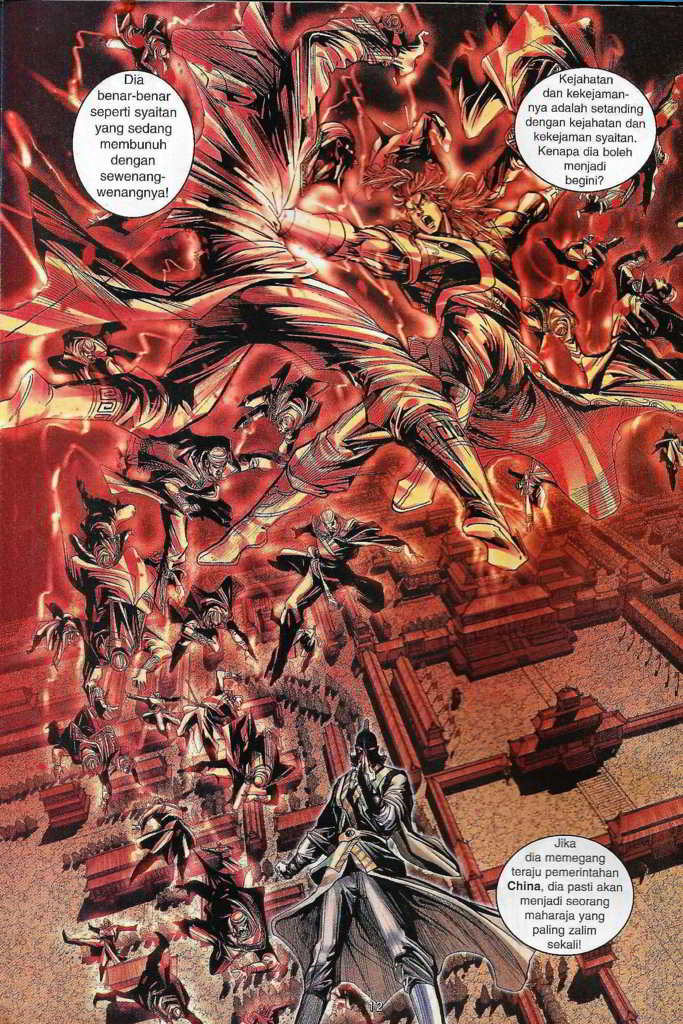 Dia
benar-benar
seperti syaitan
yang sedang
membunuh
dengan
sewenang-
wenangnya!
Kejahatan
dan kekejaman-
nya adalah setanding
dengan kejahatan dan
kekejaman syaitan.
Kenapa dia boleh
menjadi
begini?
Jika
dia memegang
teraju pemerintahan
China, dia pasti akan
menjadi seorang
maharaja yang
paling zalim
sekali!
12